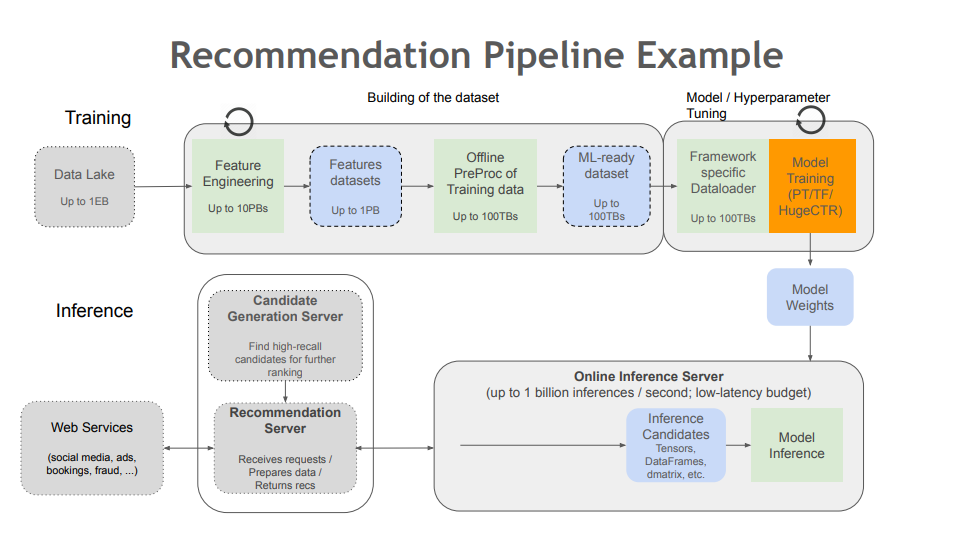 Recommendation Pipeline Example
Building of the dataset
Model / Hyperparameter
Tuning
Training
Data Lake
Up to 1EB
Feature
Engineering
Up to 10PBs
Features
datasets
Up to 1PB
Offline
PreProc of
Training data
Up to 100TBs
ML-ready
dataset
Up to
100TBs
Framework
specific
Dataloader
Up to 100TBs
Model
Training
(PT/TF/
HugeCTR)
Model
Weights
Inference
Candidate
Generation Server
Find high-recall
candidates for further
ranking
Recommendation
Server
Receives requests /
Prepares data /
Returns recs
Web Services
(social media, ads,
bookings, fraud, ...)
Online Inference Server
(up to 1 billion inferences / second; low-latency budget)
Inference
Candidates
Tensors,
DataFrames,
dmatrix, etc.
Model
Inference